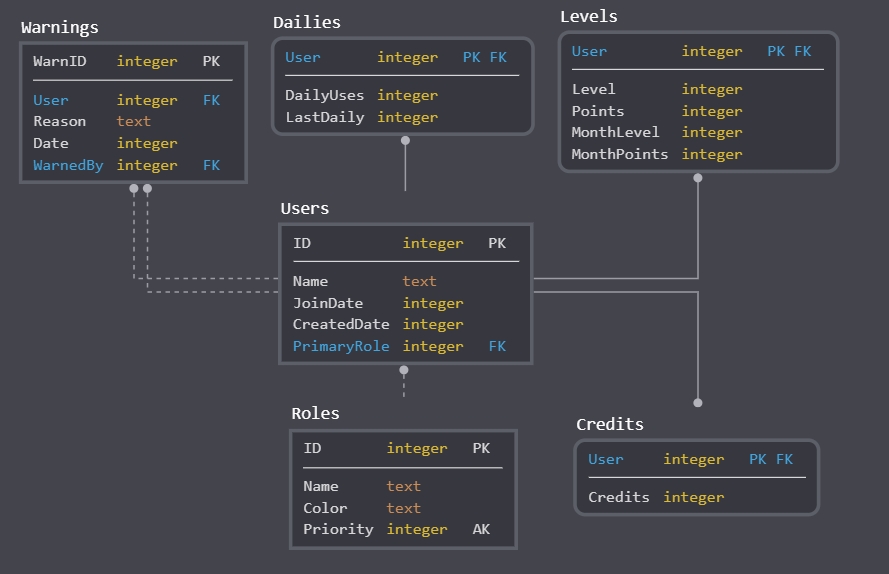 Warnings
WarnID integer PK
User integer FK
Reason text
Date integer
WarnedBy integer FK
Dailies
User integer PK FK
DailyUses integer
LastDaily integer
Levels
User integer PK FK
Level integer
Points integer
MonthLevel integer
MonthPoints integer
Users
ID integer PK
Name text
JoinDate integer
CreatedDate integer
PrimaryRole integer FK
Roles
ID integer PK
Name text
Color text
Priority integer AK
Credits
User integer PK FK
Credits integer